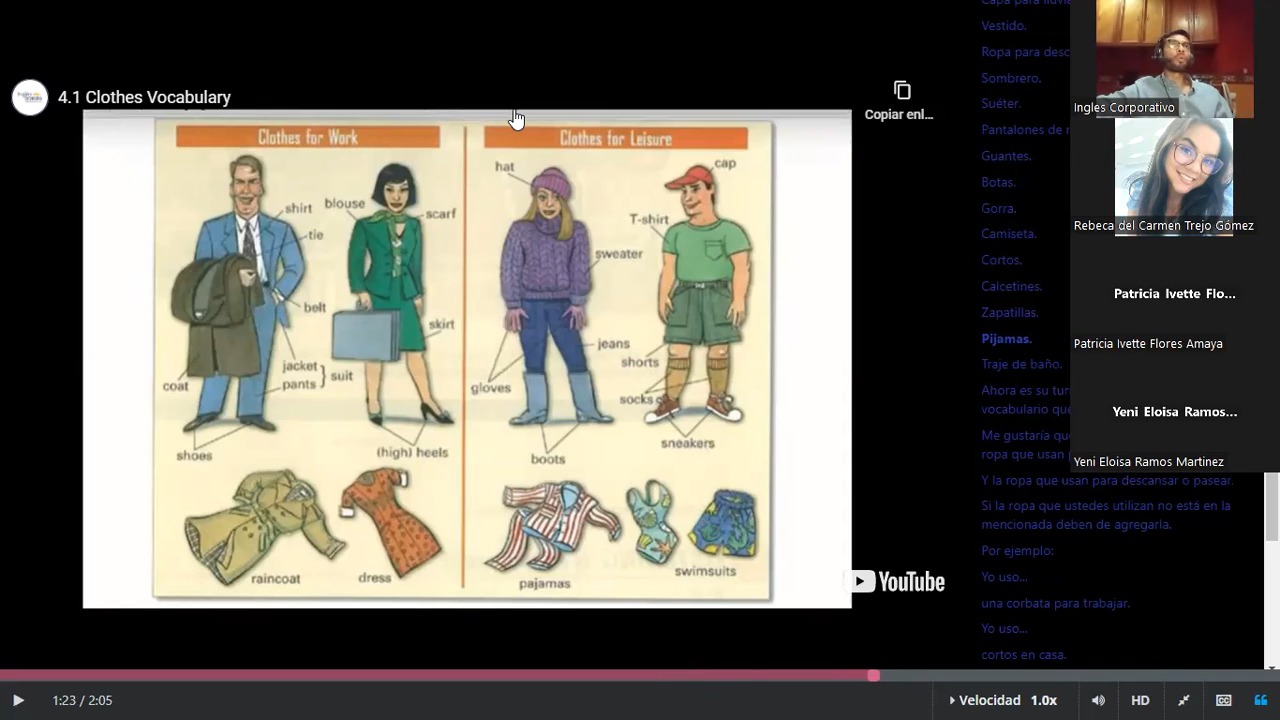 4.1 Clothes Vocabulary
Copiar enl...
Clothes for Work
Clothes for Leisure
hat
cap
shirt
blouse
scarf
T-shirt
tie
sweater
belt
skirt
jeans
shorts
jacket
pants
suit
coat
gloves
socks
shoes
(high) heels
boots
sneakers
raincoat
dress
pajamas
swimsuits
YouTube
Capa para lluvia
Vestido.
Ropa para desc
Sombrero.
Suéter.
Pantalones de
Guantes.
Botas.
Gorra.
Camiseta.
Cortos.
Calcetines.
Zapatillas.
Pijamas.
Traje de baño.
Ahora es su tur
vocabulario que
Me gustaría qu
ropa que usan
Y la ropa que usan para descansar o pasear.
Si la ropa que ustedes utilizan no está en la
mencionada deben de agregarla.
Por ejemplo:
Yo uso...
una corbata para trabajar.
Yo uso...
cortos en casa.
Ingles Corporativo
Rebeca del Carmen Trejo Gómez
Patricia Ivette Flo...
Patricia Ivette Flores Amaya
Yeni Eloisa Ramos...
Yeni Eloisa Ramos Martinez
1:23 / 2:05
Velocidad 1.0x
HD
CC